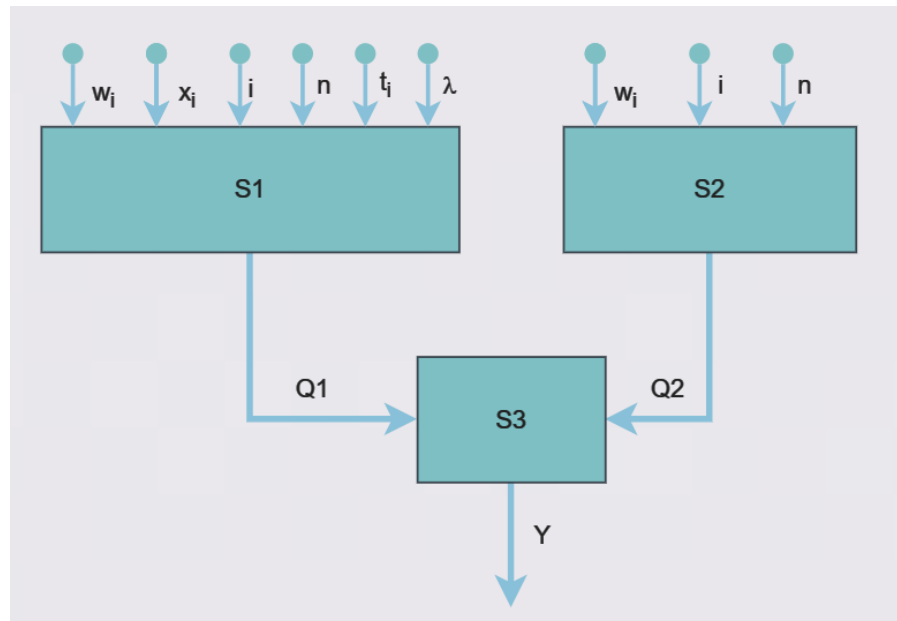 wᵢ xᵢ i n tᵢ λ wᵢ i n
S1 S2
Q1 Q2
S3
Y